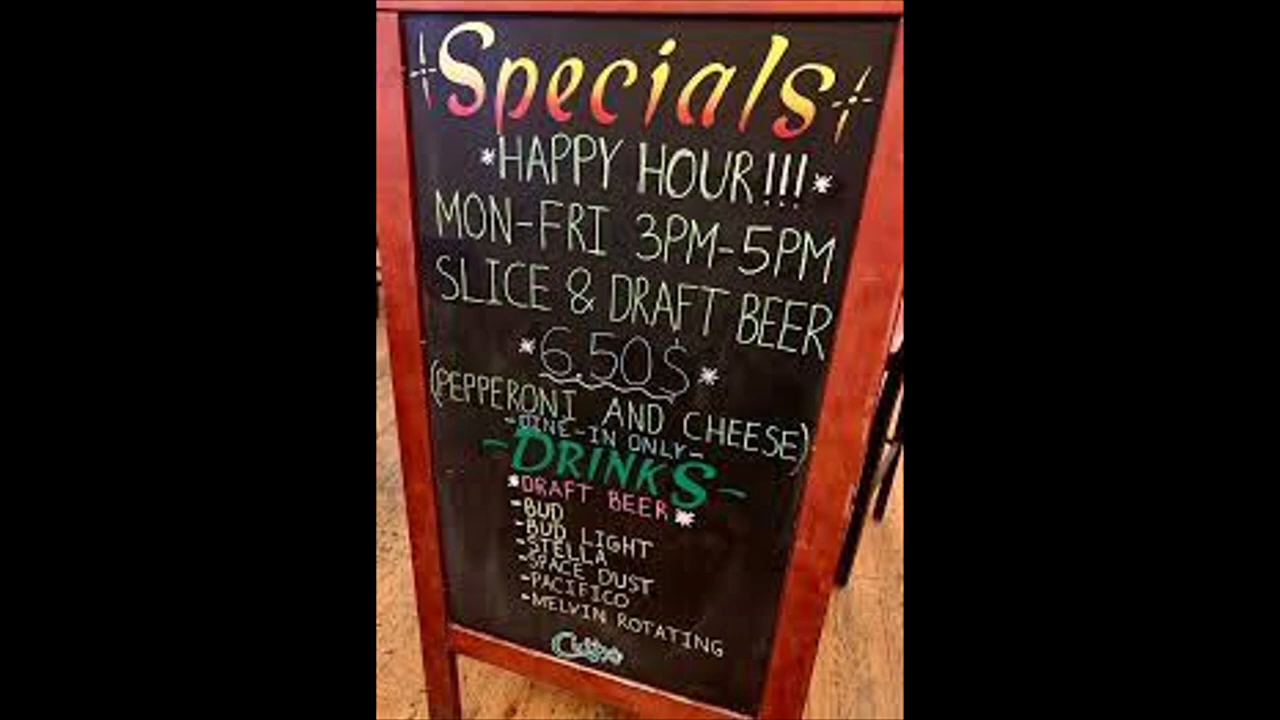 Specials
*HAPPY HOUR!!!*
MON-FRI 3PM-5PM
SLICE & DRAFT BEER
*6.50$*
(PEPPERONI AND CHEESE)
-DINE-IN ONLY-
-DRINKS-
*DRAFT BEER*
-BUD
-BUD LIGHT
-STELLA
-SPACE DUST
-PACIFICO
-MELVIN ROTATING